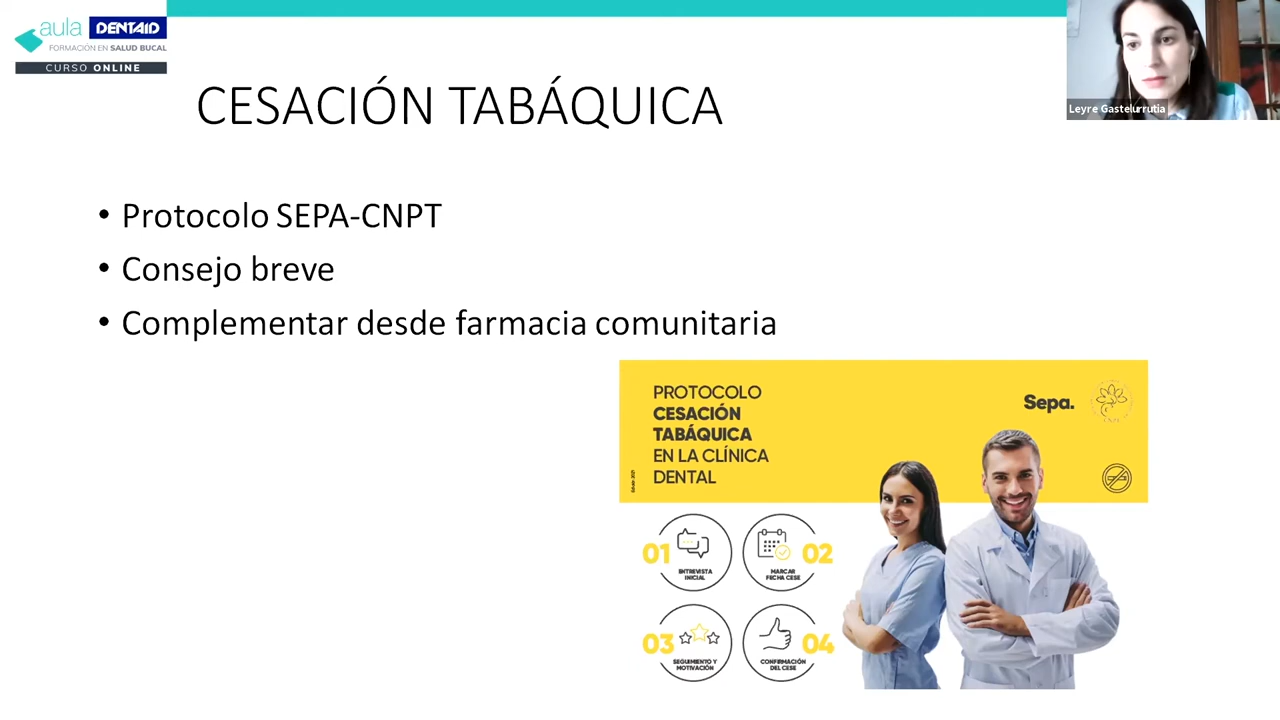 aula DENTAID
FORMACIÓN EN SALUD BUCAL
CURSO ONLINE
Leyre Gastelurrutia
CESACIÓN TABÁQUICA
• Protocolo SEPA-CNPT
• Consejo breve
• Complementar desde farmacia comunitaria
PROTOCOLO
CESACIÓN
TABÁQUICA
EN LA CLÍNICA
DENTAL
Sepa.
01
ENTREVISTA
INICIAL
02
MARCAR
FECHA CESE
03
SEGUIMIENTO Y
MOTIVACIÓN
04
CONFIRMACIÓN
DEL CESE